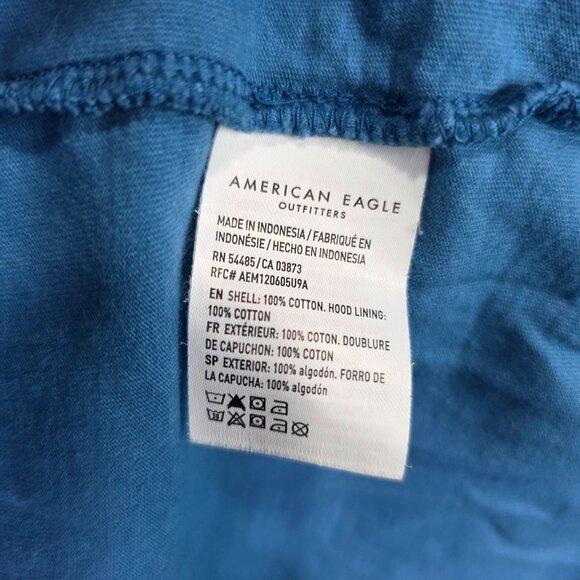 AMERICAN EAGLE
OUTFITTERS
MADE IN INDONESIA / FABRIQUÉ EN
INDONÉSIE / HECHO EN INDONESIA
RN 54485 / CA 03873
RFC# AEM120605U9A
EN SHELL: 100% COTTON. HOOD LINING:
100% COTTON
FR EXTÉRIEUR: 100% COTON. DOUBLURE
DE CAPUCHON: 100% COTON
SP EXTERIOR: 100% algodón. FORRO DE
LA CAPUCHA: 100% algodón